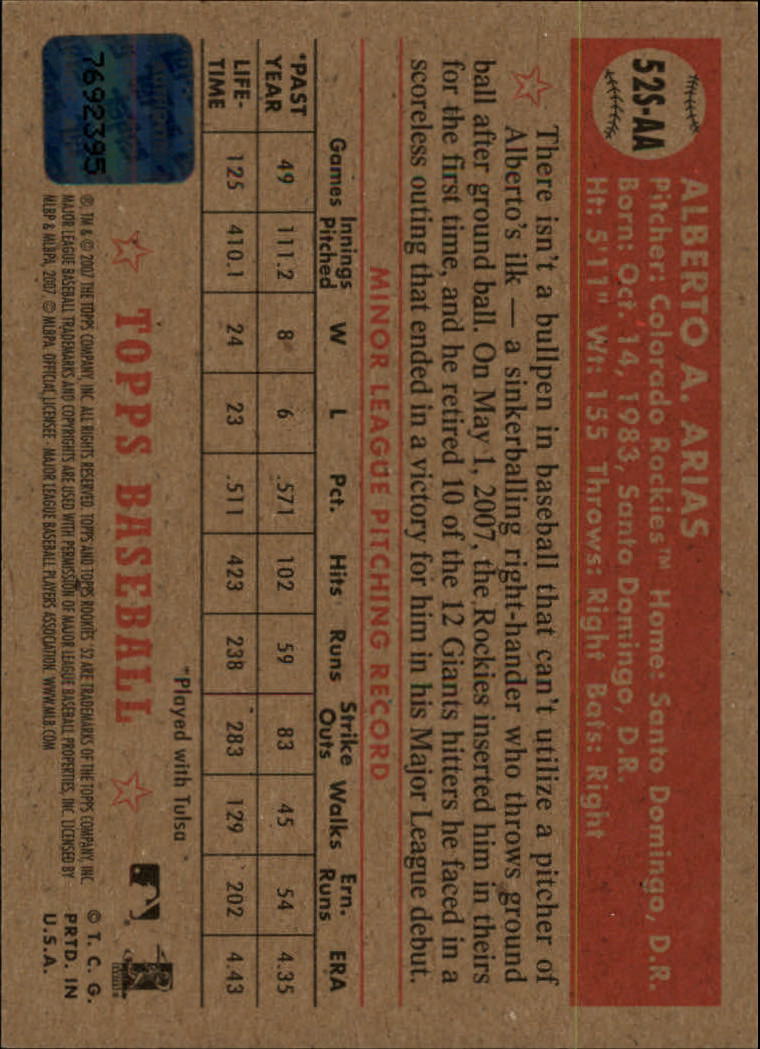 52S-AA
ALBERTO A. ARIAS
Pitcher: Colorado Rockies™ Home: Santo Domingo, D.R.
Born: Oct. 14, 1983, Santo Domingo, D.R.
Ht: 5'11" Wt: 155 Throws: Right Bats: Right
There isn't a bullpen in baseball that can't utilize a pitcher of
Alberto's ilk — a sinkerballing right-hander who throws ground
ball after ground ball. On May 1, 2007, the Rockies inserted him in theirs
for the first time, and he retired 10 of the 12 Giants hitters he faced in a
scoreless outing that ended in a victory for him in his Major League debut.
MINOR LEAGUE PITCHING RECORD
Games Innings Pitched W L Pct. Hits Runs Strike Outs Walks Ern. Runs ERA
*PAST YEAR 49 111.2 8 6 .571 102 59 83 45 54 4.35
LIFE-TIME 125 410.1 24 23 .511 423 238 283 129 202 4.43
*Played with Tulsa
TOPPS BASEBALL
7692395
®, TM & © 2007 THE TOPPS COMPANY, INC. ALL RIGHTS RESERVED. TOPPS AND TOPPS ROOKIES '52 ARE TRADEMARKS OF THE TOPPS COMPANY, INC.
MAJOR LEAGUE BASEBALL TRADEMARKS AND COPYRIGHTS ARE USED WITH PERMISSION OF MAJOR LEAGUE BASEBALL PROPERTIES, INC. LICENSED BY
MLBP & MLBPA, 2007. © MLBPA. OFFICIAL LICENSEE - MAJOR LEAGUE BASEBALL PLAYERS ASSOCIATION. WWW.MLB.COM
© T. C. G.
PRTD. IN
U.S.A.